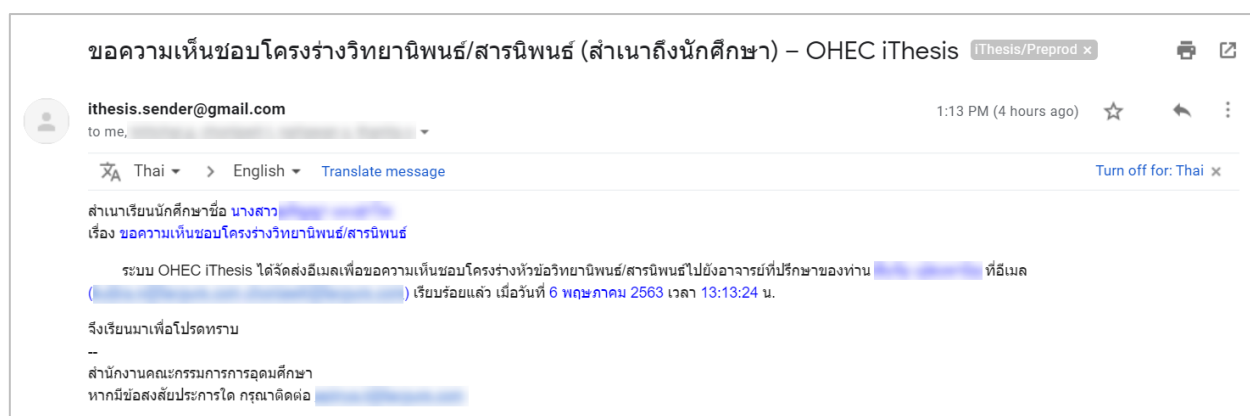 ขอความเห็นชอบโครงร่างวิทยานิพนธ์/สารนิพนธ์ (สำเนาถึงนักศึกษา) – OHEC iThesis iThesis/Preprod ×
ithesis.sender@gmail.com 1:13 PM (4 hours ago)
to me,
Thai > English Translate message Turn off for: Thai ×
สำเนาเรียนนักศึกษาชื่อ นางสาว
เรื่อง ขอความเห็นชอบโครงร่างวิทยานิพนธ์/สารนิพนธ์
ระบบ OHEC iThesis ได้จัดส่งอีเมลเพื่อขอความเห็นชอบโครงร่างหัวข้อวิทยานิพนธ์/สารนิพนธ์ไปยังอาจารย์ที่ปรึกษาของท่าน ที่อีเมล
( ) เรียบร้อยแล้ว เมื่อวันที่ 6 พฤษภาคม 2563 เวลา 13:13:24 น.
จึงเรียนมาเพื่อโปรดทราบ
--
สำนักงานคณะกรรมการการอุดมศึกษา
หากมีข้อสงสัยประการใด กรุณาติดต่อ